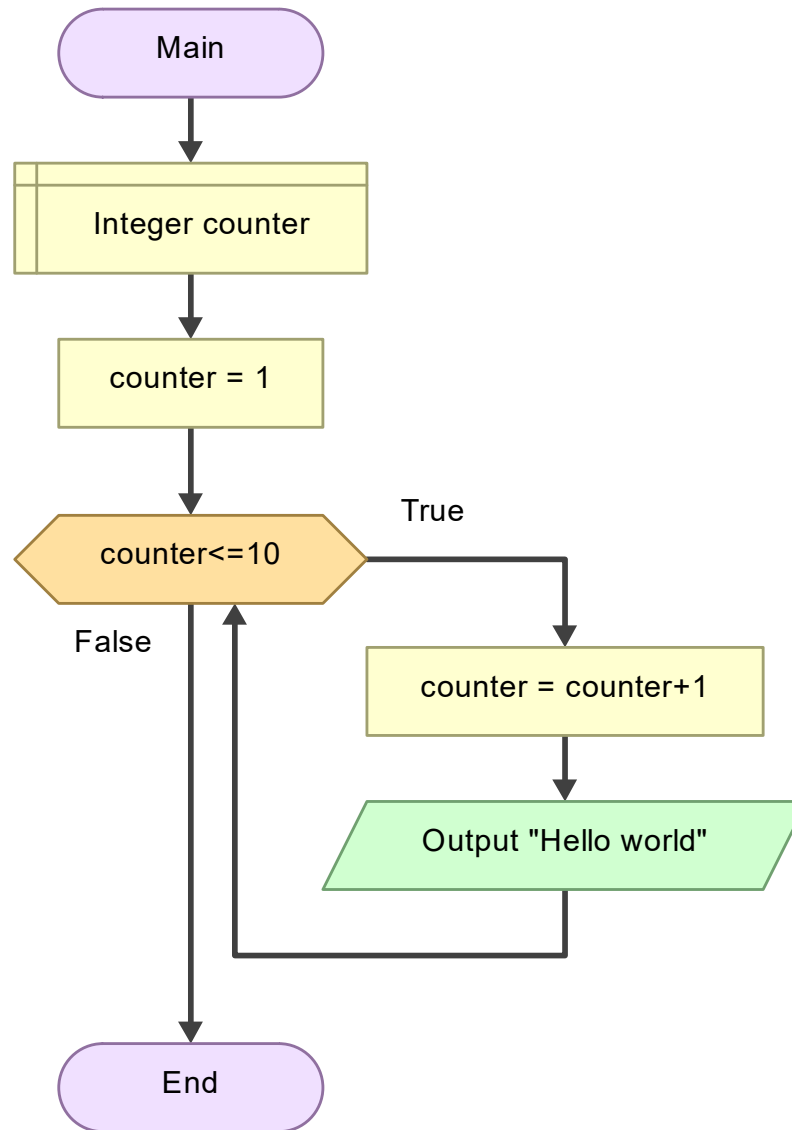 Main
Integer counter
counter = 1
counter<=10
True
False
counter = counter+1
Output "Hello world"
End